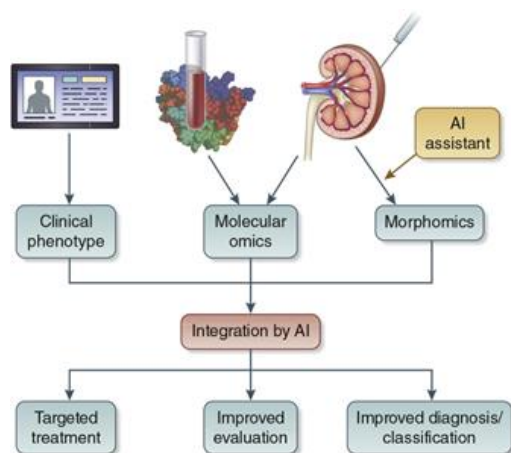 AI
assistant
Clinical
phenotype
Molecular
omics
Morphomics
Integration by AI
Targeted
treatment
Improved
evaluation
Improved diagnosis/
classification